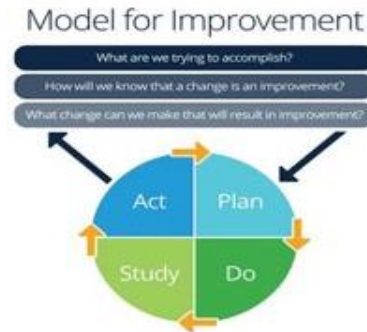 Model for Improvement
What are we trying to accomplish?
How will we know that a change is an improvement?
What change can we make that will result in improvement?
Act
Plan
Study
Do